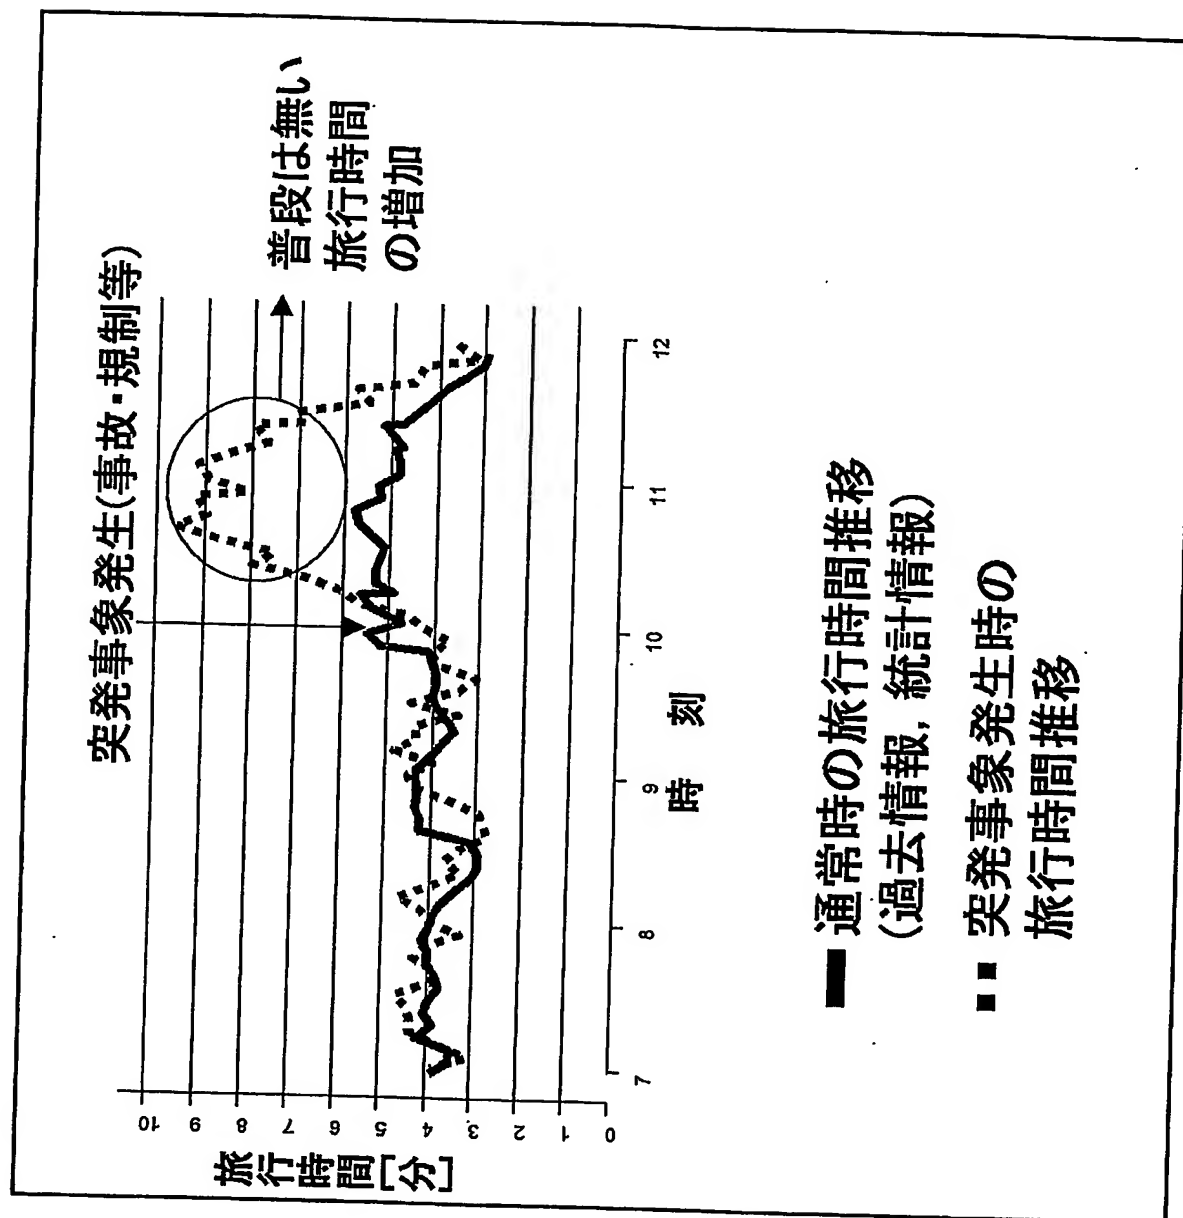 突発事象発生(事故・規制等)
普段は無い
旅行時間
の増加
旅行時間[分]
10
9
8
7
6
5
4
3
2
1
0
7
8
9
10
11
12
時刻
通常時の旅行時間推移
(過去情報, 統計情報)
突発事象発生時の
旅行時間推移